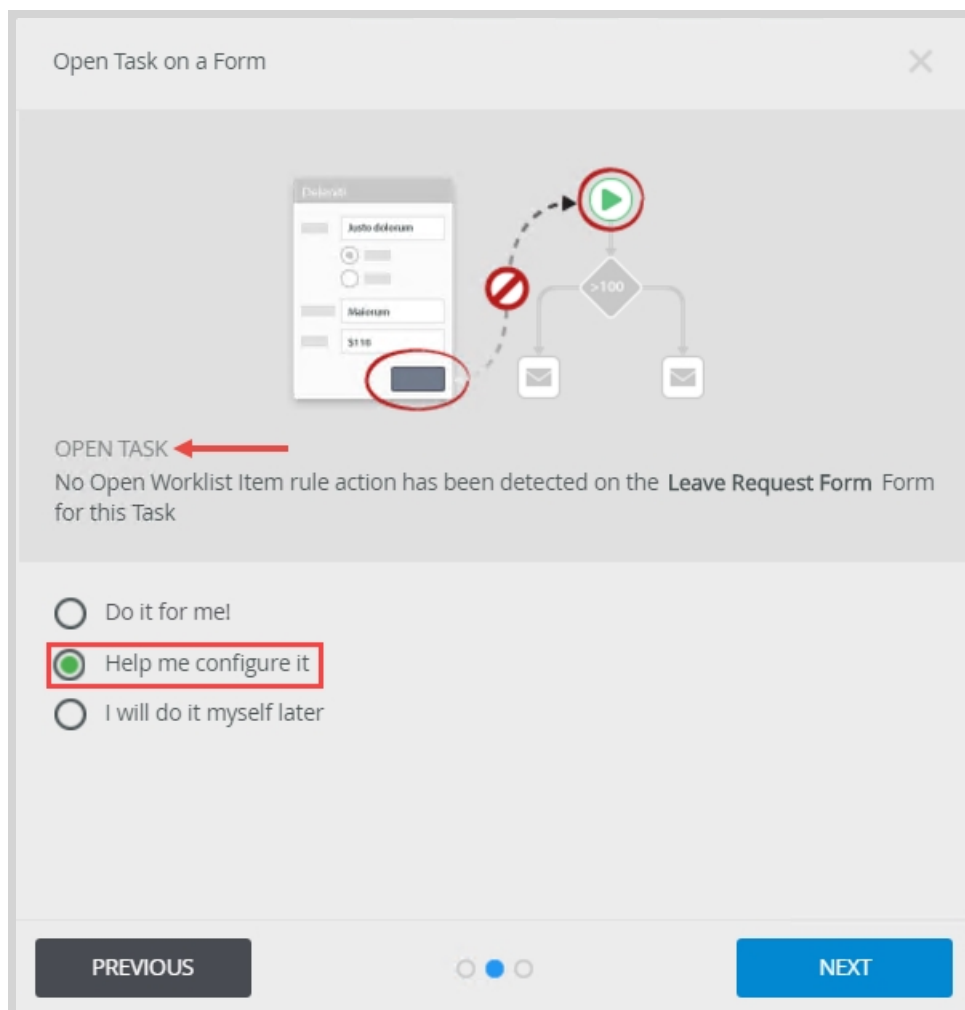 Open Task on a Form
Deleniti
Justo dolorum
>100
Maiorum
$116
OPEN TASK
No Open Worklist Item rule action has been detected on the Leave Request Form Form
for this Task
Do it for me!
Help me configure it
I will do it myself later
PREVIOUS
NEXT